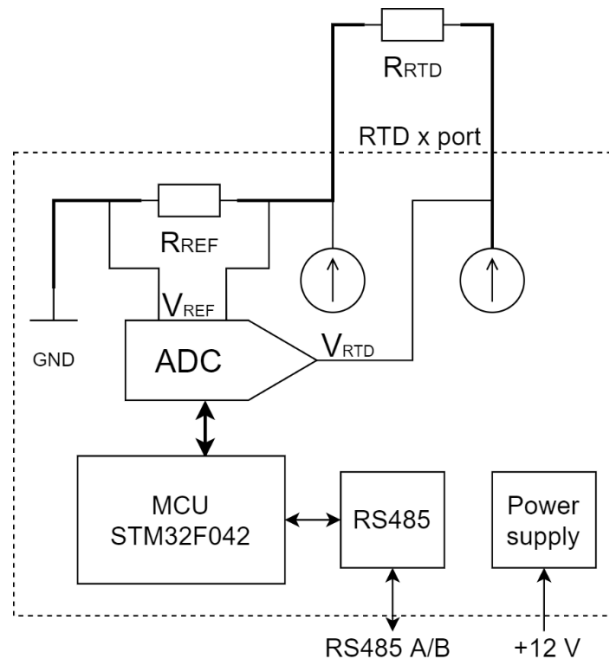 RRTD
RTD x port
RREF
VREF
GND
ADC
VRTD
MCU
STM32F042
RS485
Power
supply
RS485 A/B
+12 V